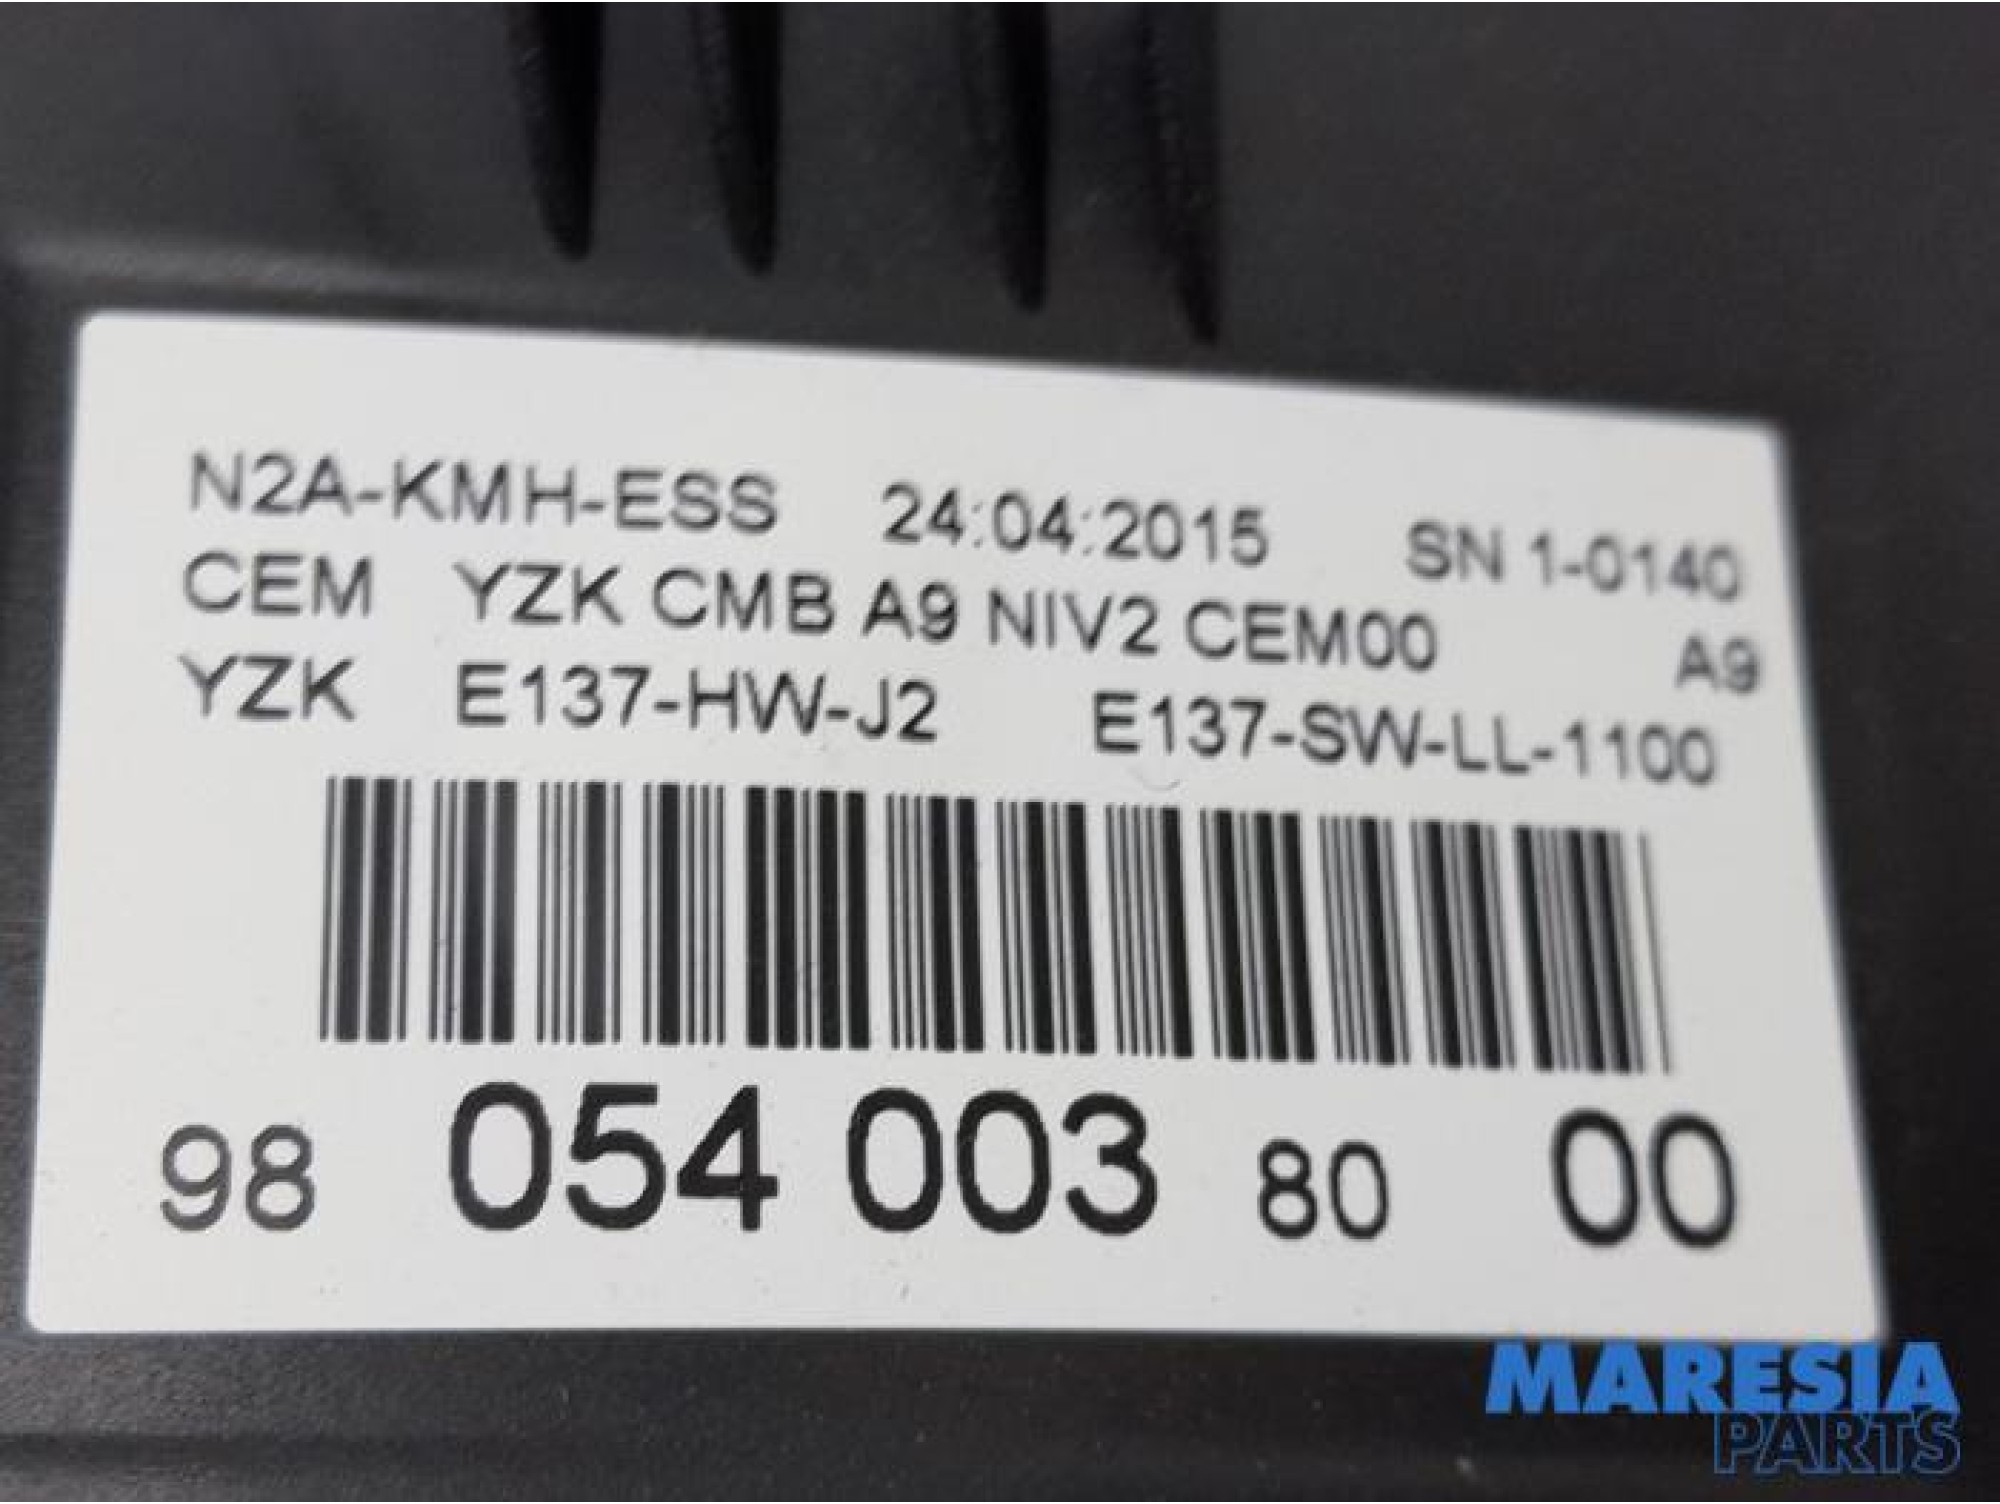 N2A-KMH-ESS 24:04:2015 SN 1-0140
CEM YZK CMB A9 NIV2 CEM00 A9
YZK E137-HW-J2 E137-SW-LL-1100
98 054 003 80 00
MARESIA
PARTS